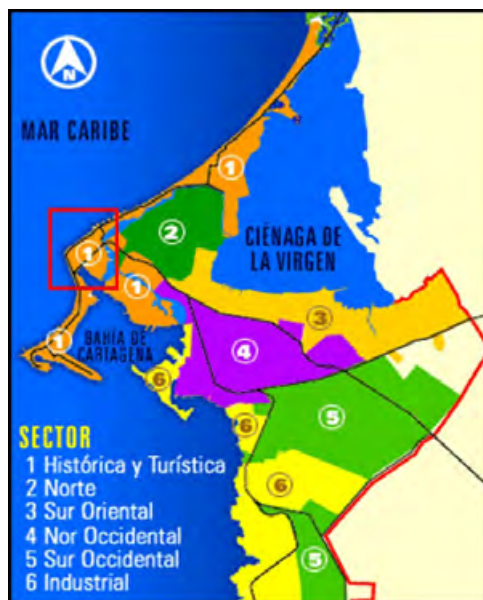 N
MAR CARIBE
1
2
CIÉNAGA DE
LA VIRGEN
1
1
3
BAHÍA DE
CARTAGENA
1
4
6
5
6
6
5
SECTOR
1 Histórica y Turística
2 Norte
3 Sur Oriental
4 Nor Occidental
5 Sur Occidental
6 Industrial